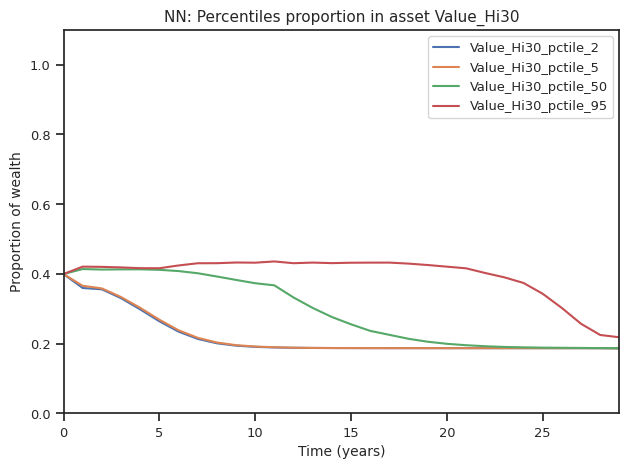 NN: Percentiles proportion in asset Value_Hi30
Value_Hi30_pctile_2
Value_Hi30_pctile_5
Value_Hi30_pctile_50
Value_Hi30_pctile_95
Proportion of wealth
1.0
0.8
0.6
0.4
0.2
0.0
0 5 10 15 20 25
Time (years)